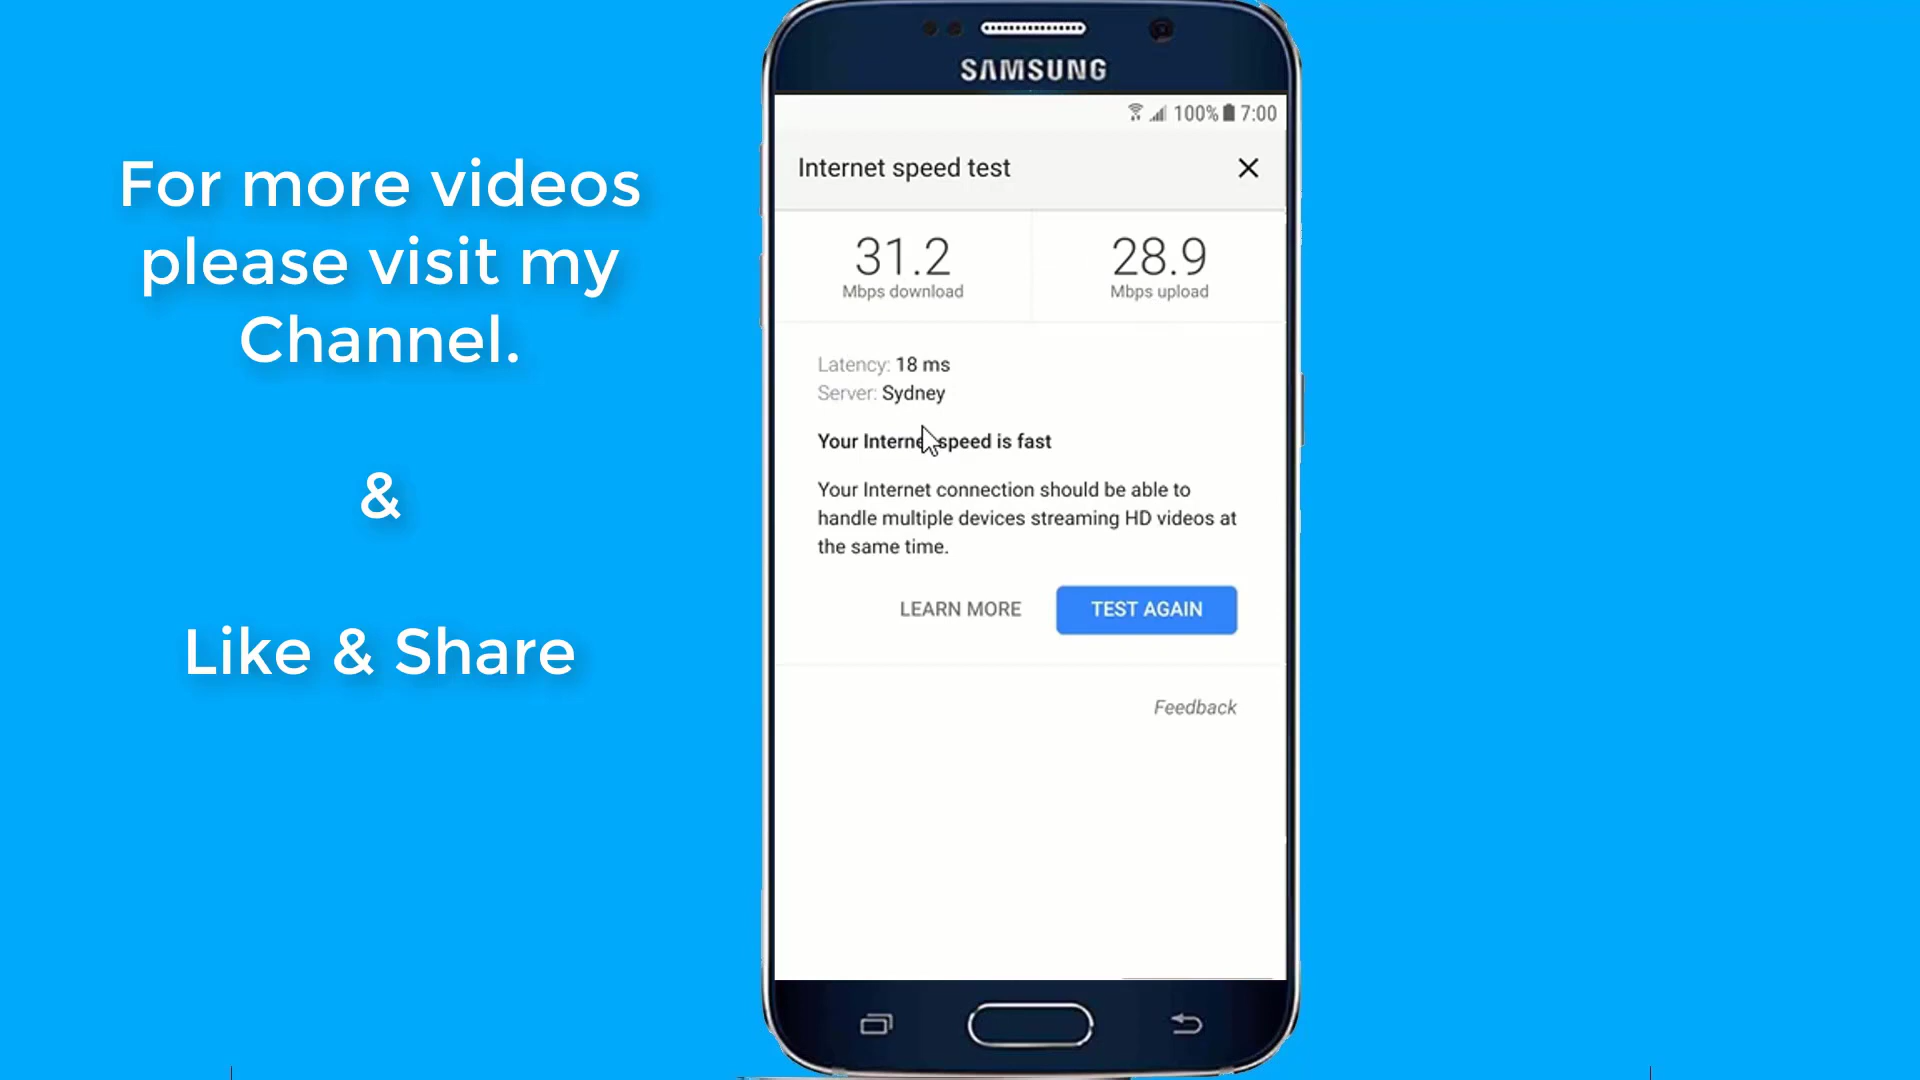 For more videos
please visit my
Channel.
&
Like & Share
SAMSUNG
100% 7:00
Internet speed test
31.2
Mbps download
28.9
Mbps upload
Latency: 18 ms
Server: Sydney
Your Internet speed is fast
Your Internet connection should be able to
handle multiple devices streaming HD videos at
the same time.
LEARN MORE
TEST AGAIN
Feedback